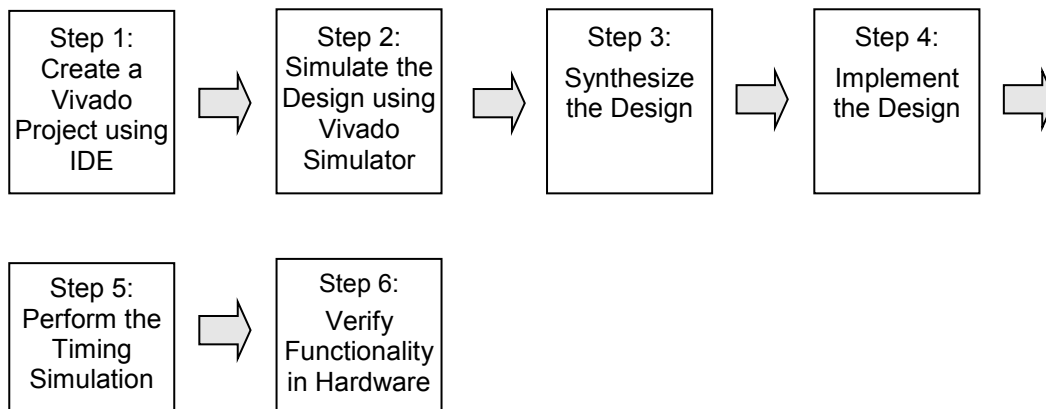 Step 1:
Create a
Vivado
Project using
IDE
Step 2:
Simulate the
Design using
Vivado
Simulator
Step 3:
Synthesize
the Design
Step 4:
Implement
the Design
Step 5:
Perform the
Timing
Simulation
Step 6:
Verify
Functionality
in Hardware